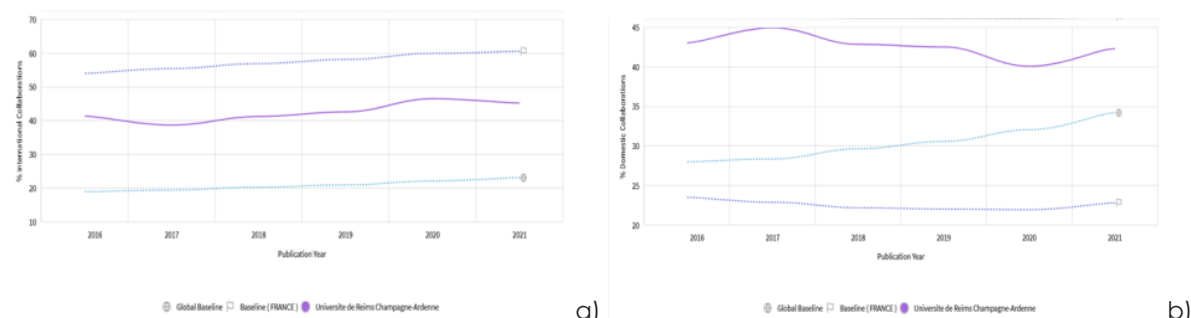 70
60
50
40
30
20
10
% International Collaborations
2016 2017 2018 2019 2020 2021
Publication Year
Global Baseline Baseline ( FRANCE ) Universite de Reims Champagne-Ardenne
a)
45
40
35
30
25
20
% Domestic Collaborations
2016 2017 2018 2019 2020 2021
Publication Year
Global Baseline Baseline ( FRANCE ) Universite de Reims Champagne-Ardenne
b)